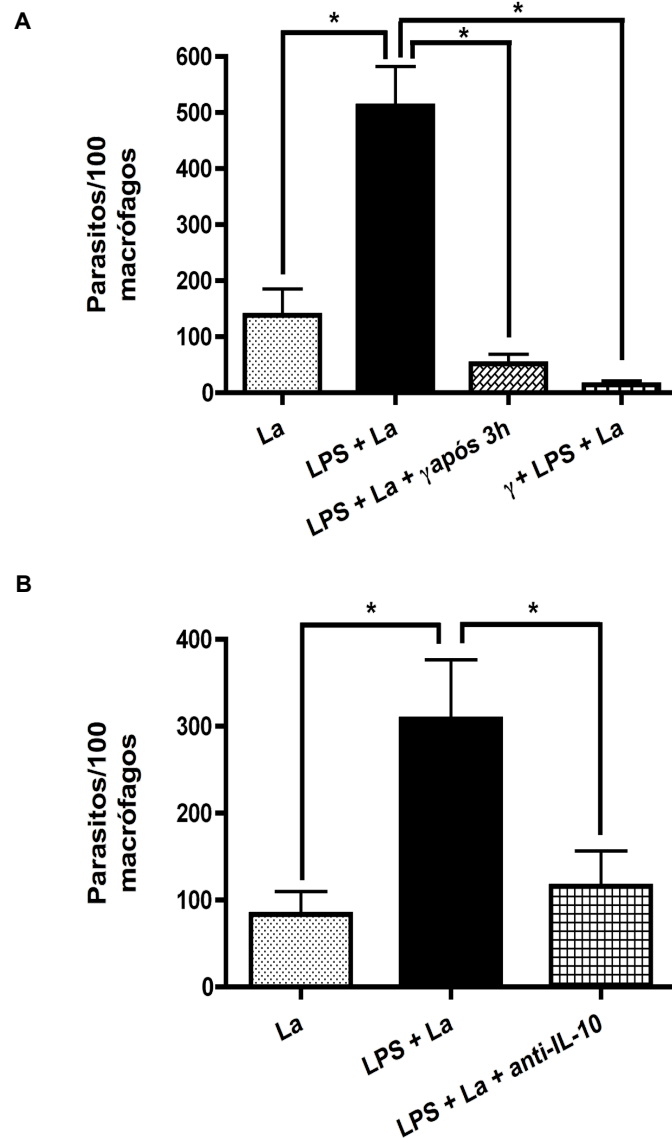 A
*
*
*
600
500
400
300
200
100
0
Parasitos/100
macrófagos
La
LPS + La
LPS + La + γapós 3h
γ+ LPS + La
B
*
*
400
300
200
100
0
Parasitos/100
macrófagos
La
LPS + La
LPS + La + anti-IL-10